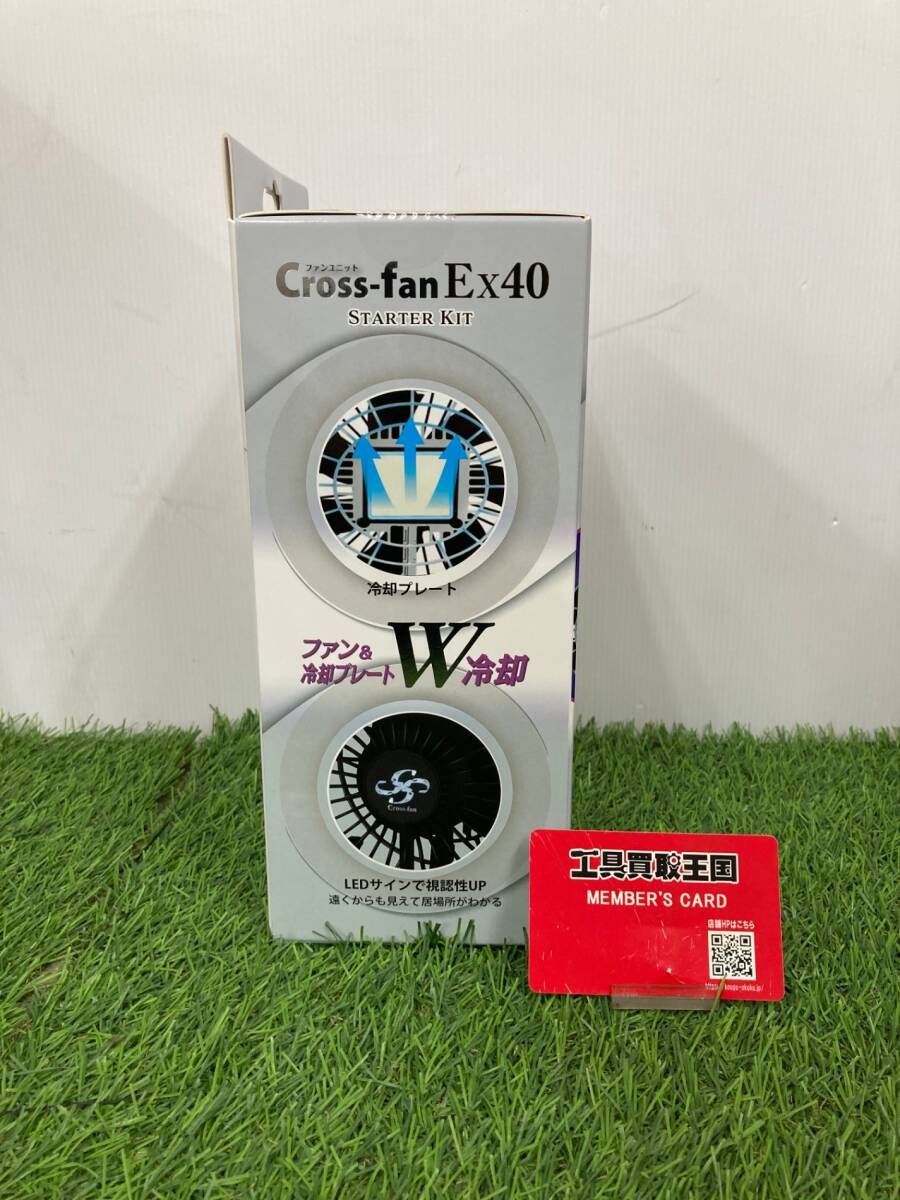 ファンユニット
Cross-fan Ex40
STARTER KIT
冷却プレート
ファン&
冷却プレート W冷却
Cross-fan
LEDサインで視認性UP
遠くからも見えて居場所がわかる
工具買取王国
MEMBER'S CARD
店舗HPはこちら